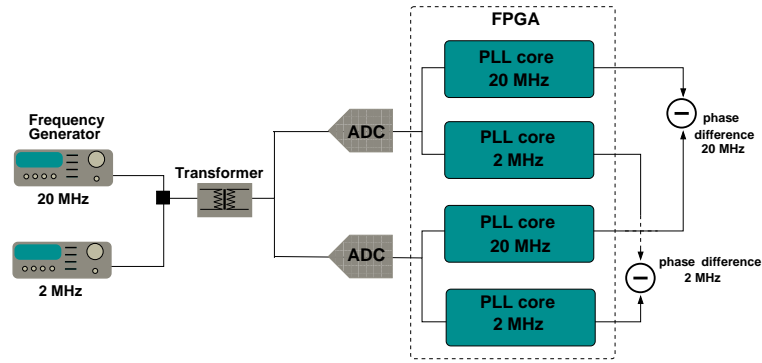 FPGA
PLL core
20 MHz
PLL core
2 MHz
PLL core
20 MHz
PLL core
2 MHz
Frequency
Generator
20 MHz
2 MHz
Transformer
ADC
ADC
phase
difference
20 MHz
phase difference
2 MHz